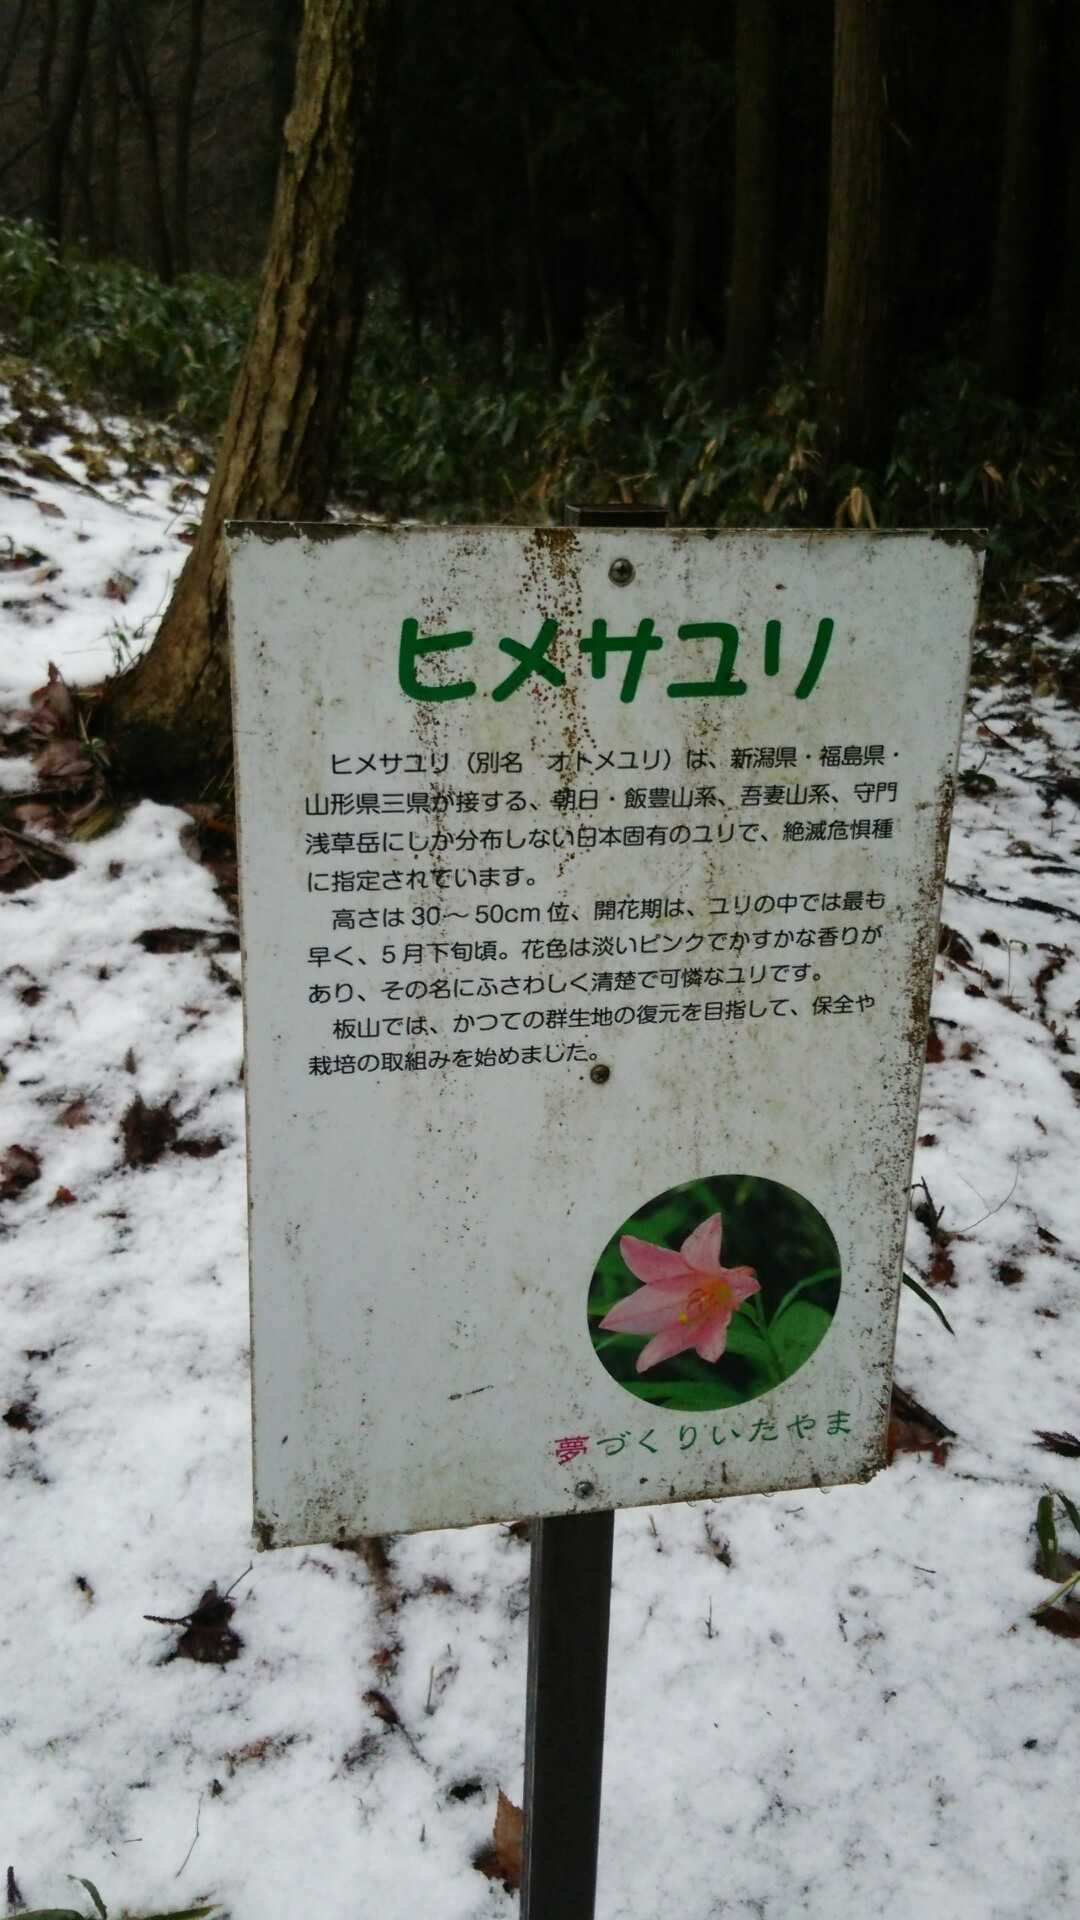 ヒメサユリ
ヒメサユリ（別名　オトメユリ）は、新潟県・福島県・
山形県三県が接する、朝日・飯豊山系、吾妻山系、守門
浅草岳にしか分布しない日本固有のユリで、絶滅危惧種
に指定されています。
高さは30～50cm位、開花期は、ユリの中では最も
早く、5月下旬頃。花色は淡いピンクでかすかな香りが
あり、その名にふさわしく清楚で可憐なユリです。
板山では、かつての群生地の復元を目指して、保全や
栽培の取組みを始めました。
夢づくりいたやま